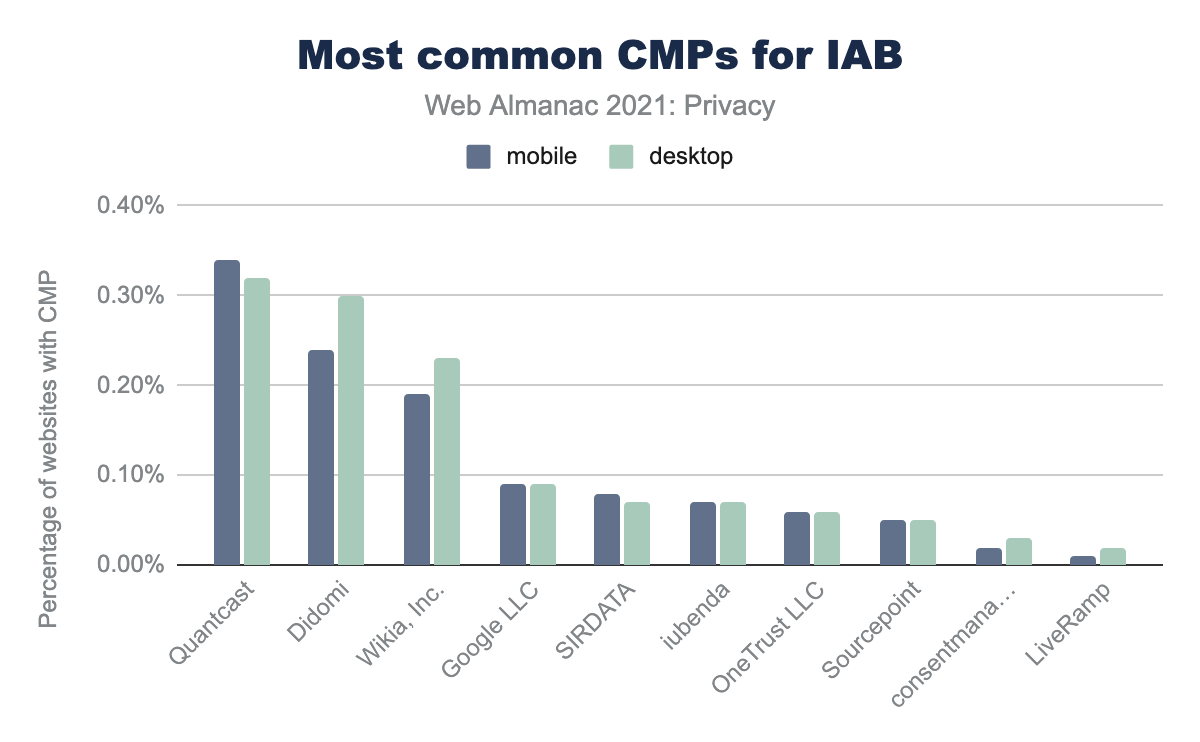 Most common CMPs for IAB
Web Almanac 2021: Privacy
mobile
desktop
Percentage of websites with CMP
0.40%
0.30%
0.20%
0.10%
0.00%
Quantcast
Didomi
Wikia, Inc.
Google LLC
SIRDATA
iubenda
OneTrust LLC
Sourcepoint
consentmana…
LiveRamp